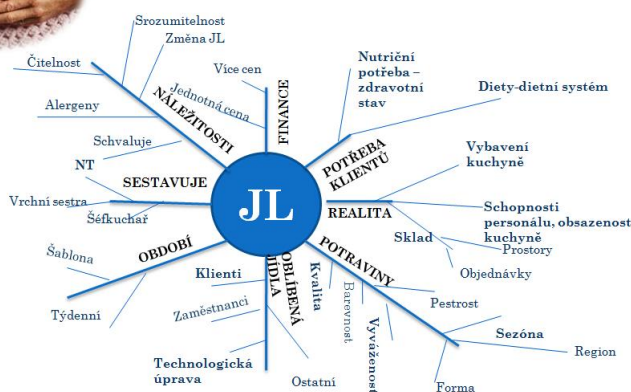 Srozumitelnost
Změna JL
Čitelnost
Alergeny
Schvaluje
NÁLEŽITOSTI
Více cen
Jednotná cena
FINANCE
Nutriční
potřeba –
zdravotní
stav
Diety-dietní systém
POTŘEBA
KLIENTŮ
Vybavení
kuchyně
NT
SESTAVUJE
Vrchní sestra
Šéfkuchař
JL
REALITA
Schopnosti
personálu, obsazenost
kuchyně
Sklad
Prostory
Objednávky
OBDOBÍ
Šablona
Týdenní
Klienti
Zaměstnanci
Technologická
úprava
OBLÍBENÁ
JÍDLA
Ostatní
POTRAVINY
Kvalita
Barevnost
Vyváženost
Pestrost
Sezóna
Region
Forma